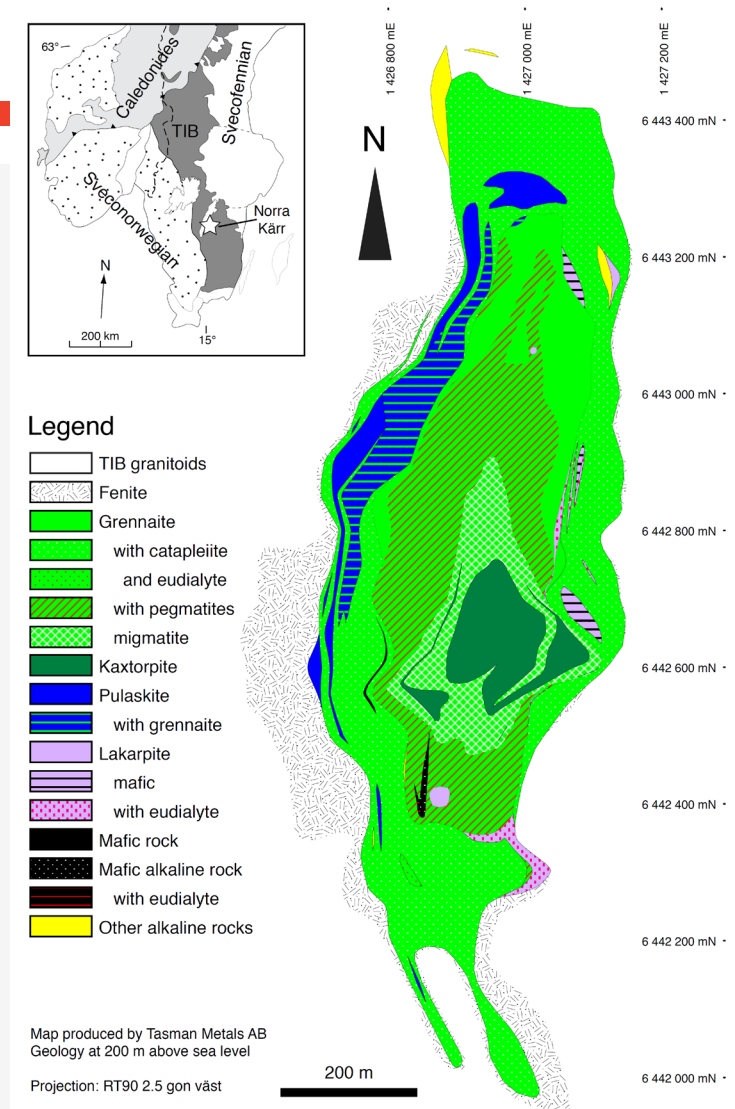 63°
Caledonides
TIB
Svecofennian
Sveconorwegian
Norra
Kärr
N
200 km
15°
N
1 426 800 mE
1 427 000 mE
1 427 200 mE
6 443 400 mN
6 443 200 mN
6 443 000 mN
6 442 800 mN
6 442 600 mN
6 442 400 mN
6 442 200 mN
6 442 000 mN
Legend
TIB granitoids
Fenite
Grennaite
with catapleiite
and eudialyte
with pegmatites
migmatite
Kaxtorpite
Pulaskite
with grennaite
Lakarpite
mafic
with eudialyte
Mafic rock
Mafic alkaline rock
with eudialyte
Other alkaline rocks
Map produced by Tasman Metals AB
Geology at 200 m above sea level
Projection: RT90 2.5 gon väst
200 m